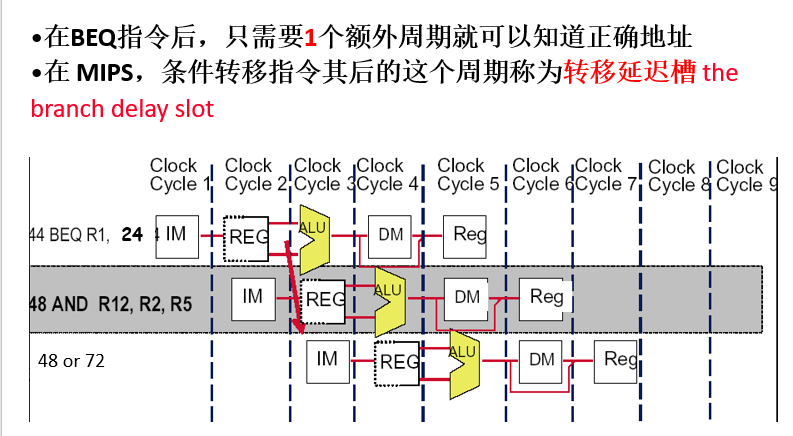 •在BEQ指令后，只需要1个额外周期就可以知道正确地址
•在 MIPS，条件转移指令其后的这个周期称为转移延迟槽 the
branch delay slot
Clock Clock Clock Clock Clock Clock Clock Clock Clock
Cycle 1 Cycle 2 Cycle 3 Cycle 4 Cycle 5 Cycle 6 Cycle 7 Cycle 8 Cycle 9
44 BEQ R1, 24 IM REG ALU DM Reg
48 AND R12, R2, R5 IM REG ALU DM Reg
48 or 72 IM REG ALU DM Reg